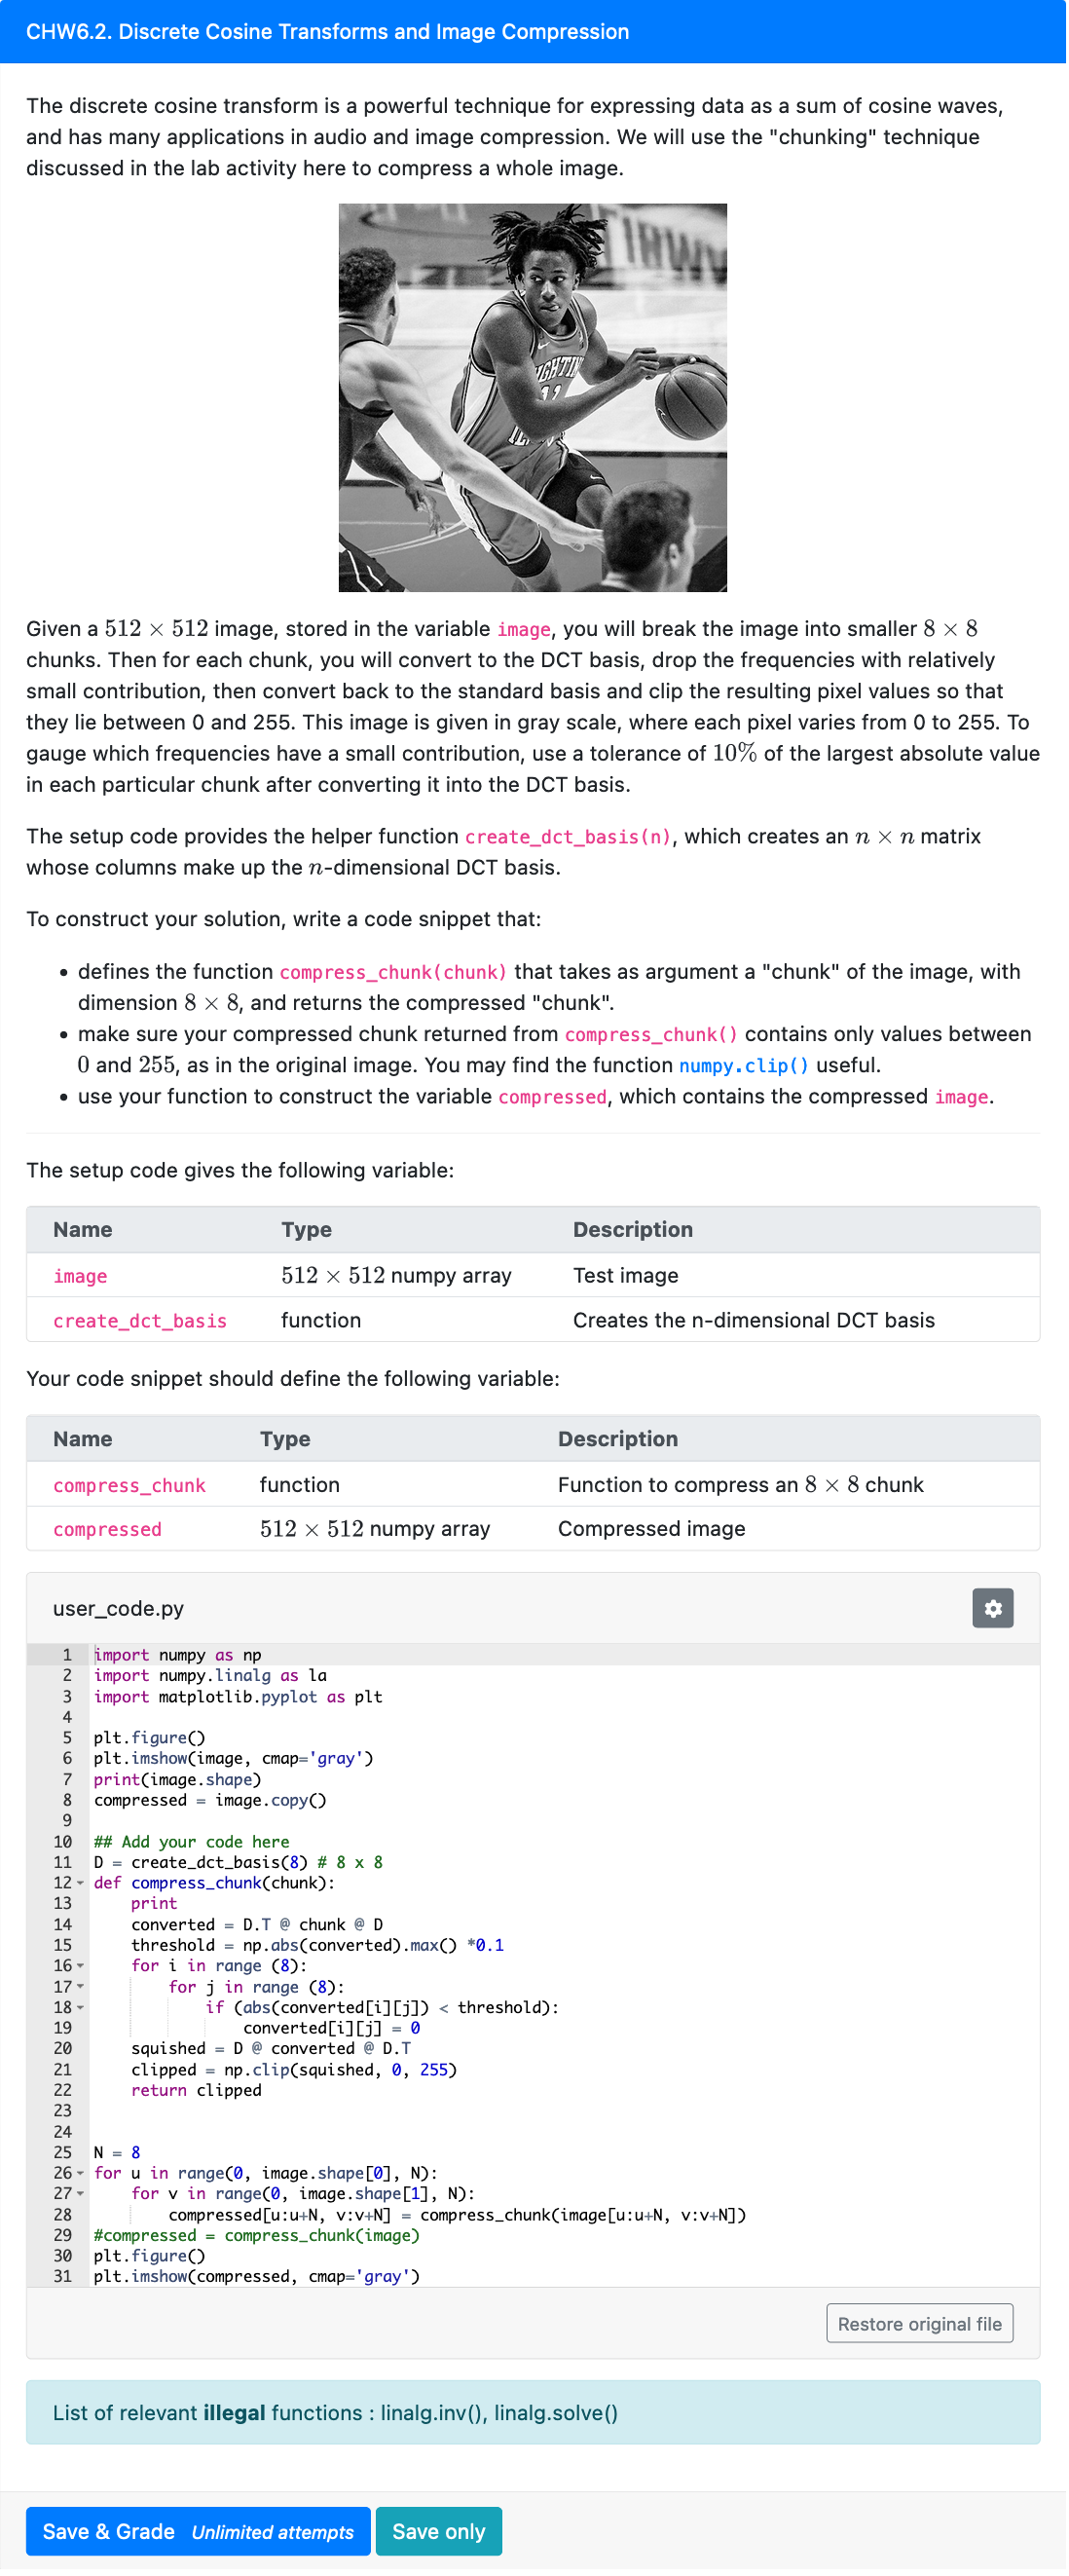 CHW6.2. Discrete Cosine Transforms and Image Compression
The discrete cosine transform is a powerful technique for expressing data as a sum of cosine waves,
and has many applications in audio and image compression. We will use the "chunking" technique
discussed in the lab activity here to compress a whole image.
Given a 512 × 512 image, stored in the variable image, you will break the image into smaller 8 × 8
chunks. Then for each chunk, you will convert to the DCT basis, drop the frequencies with relatively
small contribution, then convert back to the standard basis and clip the resulting pixel values so that
they lie between 0 and 255. This image is given in gray scale, where each pixel varies from 0 to 255. To
gauge which frequencies have a small contribution, use a tolerance of 10% of the largest absolute value
in each particular chunk after converting it into the DCT basis.
The setup code provides the helper function create_dct_basis(n), which creates an n × n matrix
whose columns make up the n-dimensional DCT basis.
To construct your solution, write a code snippet that:
• defines the function compress_chunk(chunk) that takes as argument a "chunk" of the image, with
dimension 8 × 8, and returns the compressed "chunk".
• make sure your compressed chunk returned from compress_chunk() contains only values between
0 and 255, as in the original image. You may find the function numpy.clip() useful.
• use your function to construct the variable compressed, which contains the compressed image.
The setup code gives the following variable:
Name Type Description
image 512 × 512 numpy array Test image
create_dct_basis function Creates the n-dimensional DCT basis
Your code snippet should define the following variable:
Name Type Description
compress_chunk function Function to compress an 8 × 8 chunk
compressed 512 × 512 numpy array Compressed image
user_code.py
1 import numpy as np
2 import numpy.linalg as la
3 import matplotlib.pyplot as plt
4
5 plt.figure()
6 plt.imshow(image, cmap='gray')
7 print(image.shape)
8 compressed = image.copy()
9
10 ## Add your code here
11 D = create_dct_basis(8) # 8 x 8
12 def compress_chunk(chunk):
13     print
14     converted = D.T @ chunk @ D
15     threshold = np.abs(converted).max() *0.1
16     for i in range (8):
17         for j in range (8):
18             if (abs(converted[i][j]) < threshold):
19                 converted[i][j] = 0
20     squished = D @ converted @ D.T
21     clipped = np.clip(squished, 0, 255)
22     return clipped
23
24
25 N = 8
26 for u in range(0, image.shape[0], N):
27     for v in range(0, image.shape[1], N):
28         compressed[u:u+N, v:v+N] = compress_chunk(image[u:u+N, v:v+N])
29 #compressed = compress_chunk(image)
30 plt.figure()
31 plt.imshow(compressed, cmap='gray')
Restore original file
List of relevant illegal functions : linalg.inv(), linalg.solve()
Save & Grade Unlimited attempts Save only